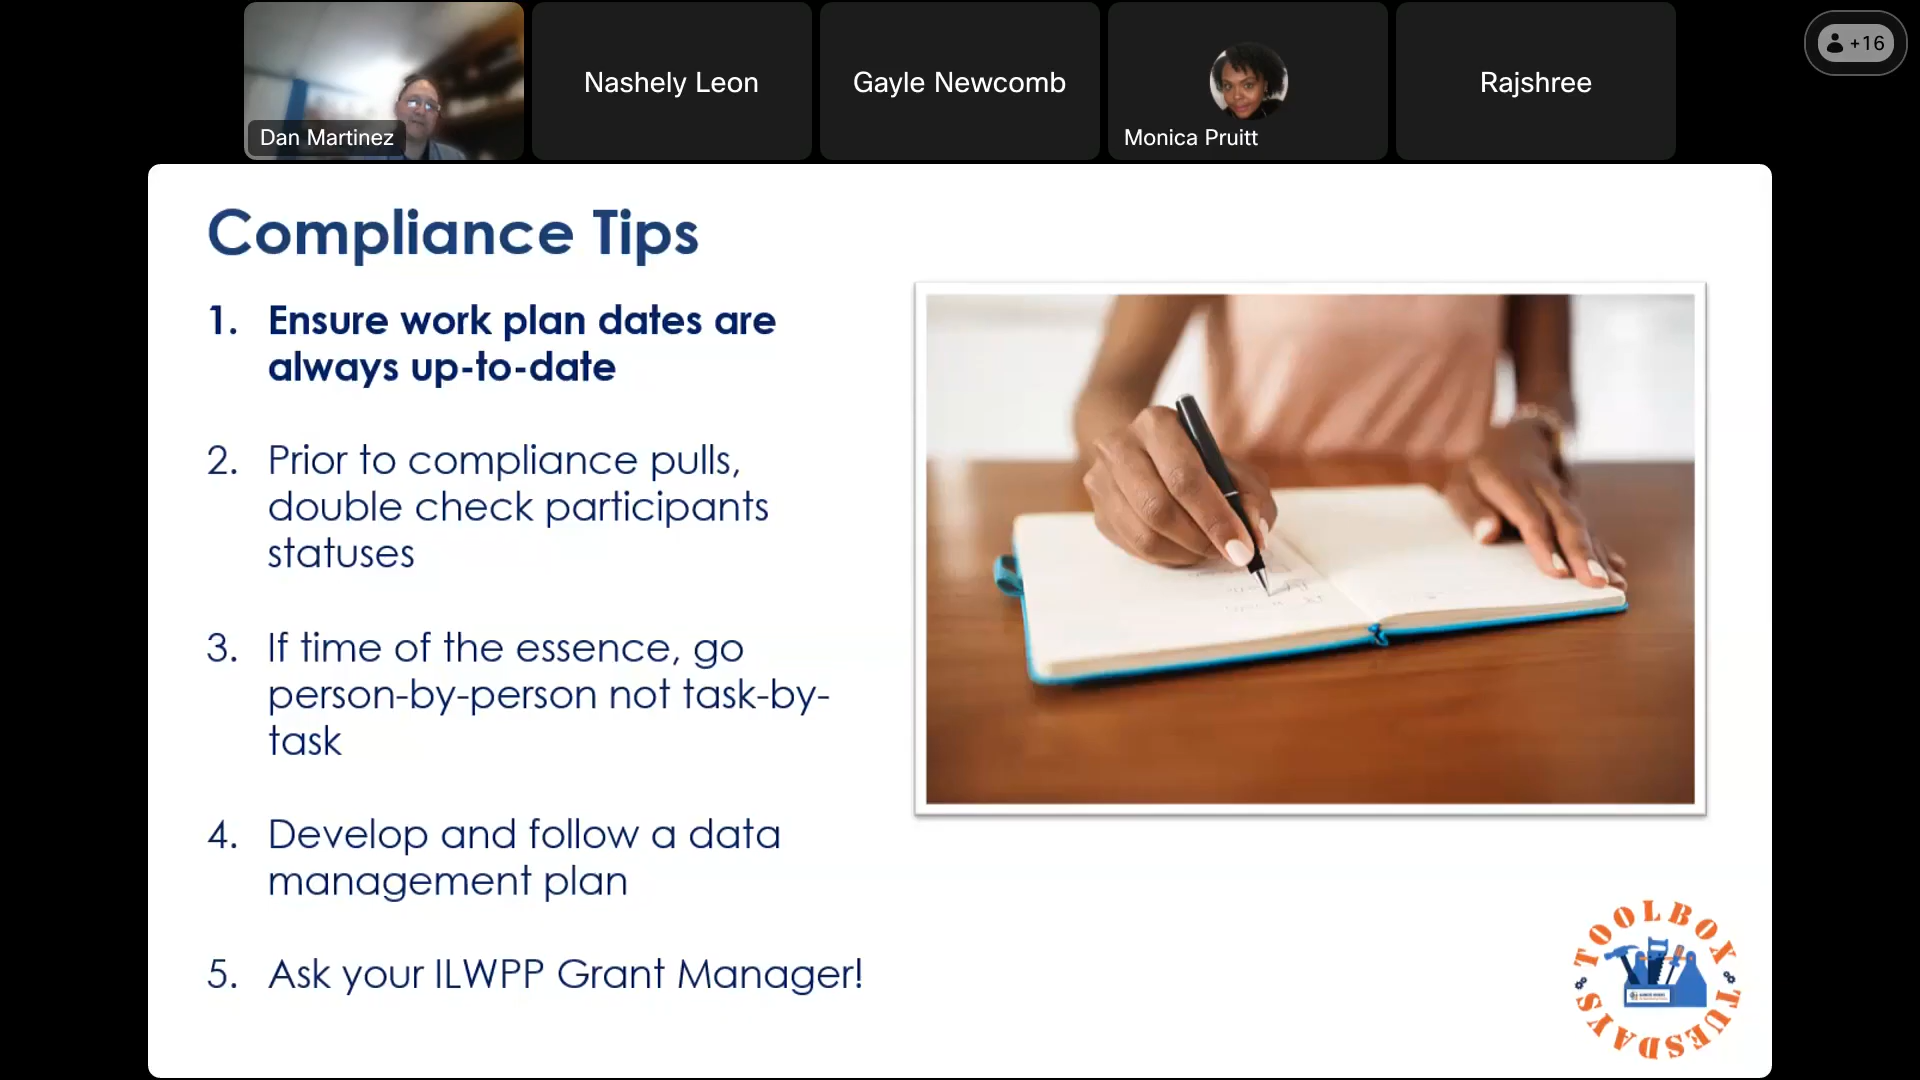 Dan Martinez
Nashely Leon
Gayle Newcomb
Monica Pruitt
Rajshree
+16
Compliance Tips
1. Ensure work plan dates are
always up-to-date
2. Prior to compliance pulls,
double check participants
statuses
3. If time of the essence, go
person-by-person not task-by-
task
4. Develop and follow a data
management plan
5. Ask your ILWPP Grant Manager!
TOOLBOX
TUESDAYS